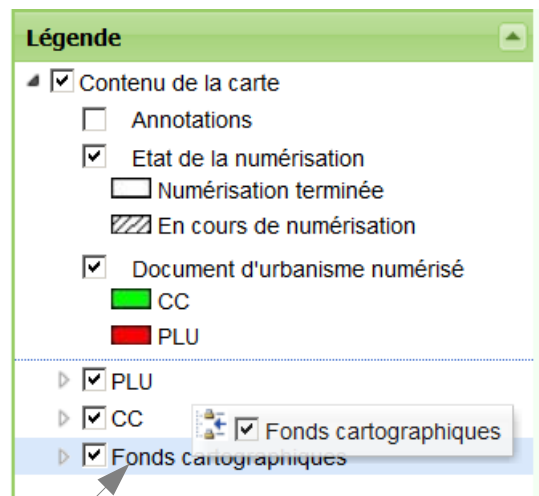 Légende
Contenu de la carte
Annotations
Etat de la numérisation
Numérisation terminée
En cours de numérisation
Document d'urbanisme numérisé
CC
PLU
PLU
CC
Fonds cartographiques
Fonds cartographiques